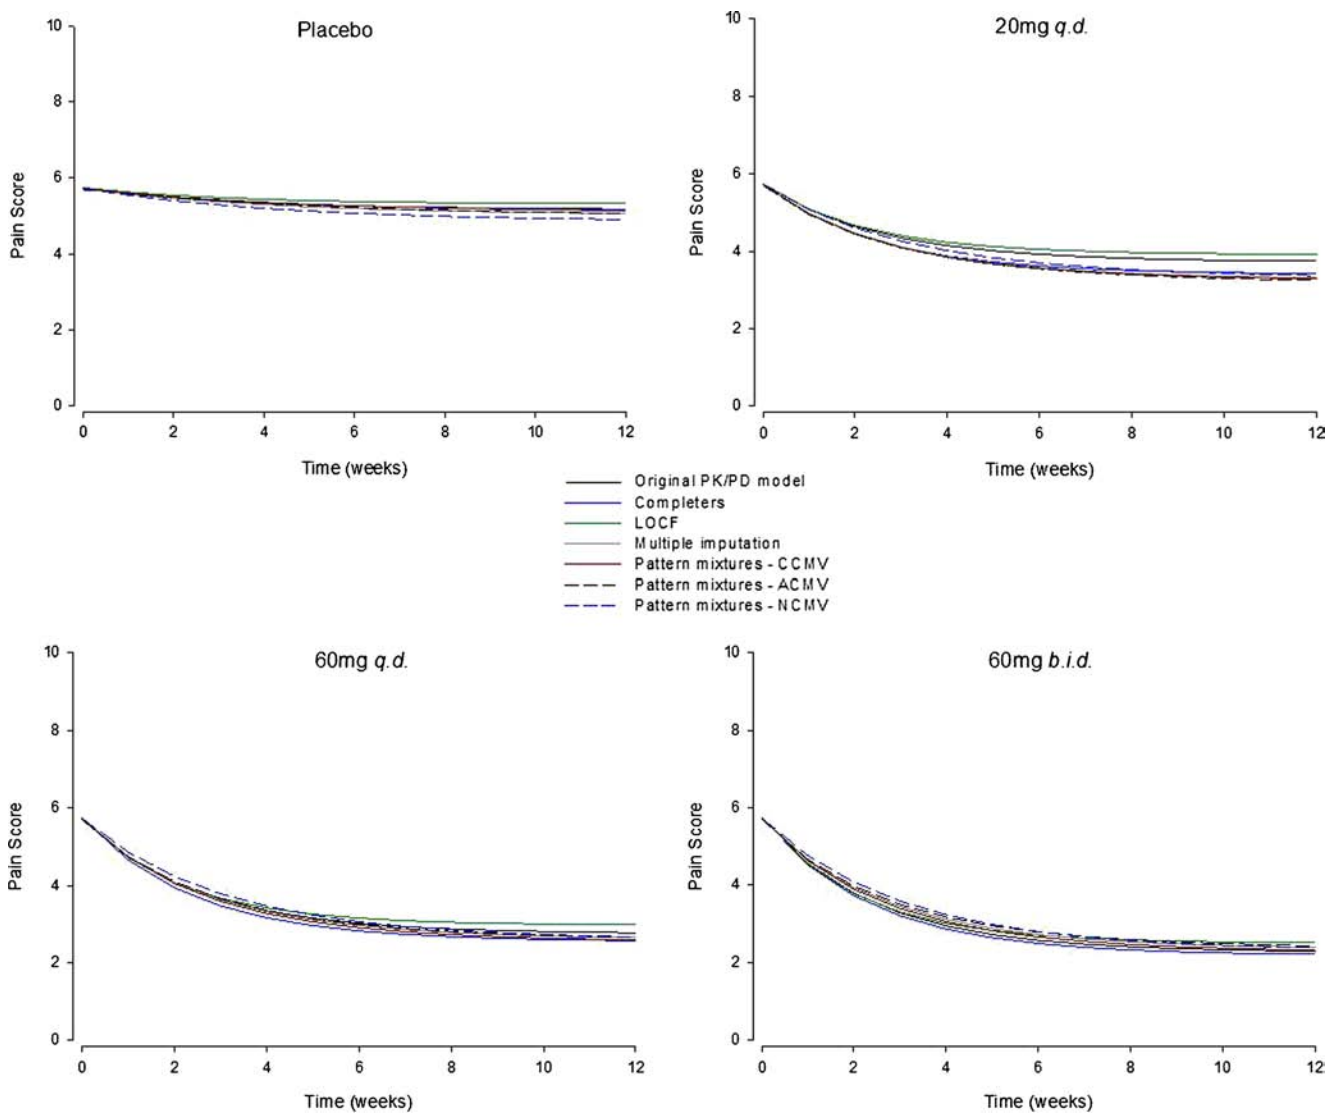 Placebo
10
8
6
4
2
0
Pain Score
0 2 4 6 8 10 12
Time (weeks)
20mg q.d.
10
8
6
4
2
0
Pain Score
0 2 4 6 8 10 12
Time (weeks)
Original PK/PD model
Completers
LOCF
Multiple imputation
Pattern mixtures - CCMV
Pattern mixtures - ACMV
Pattern mixtures - NCMV
60mg q.d.
10
8
6
4
2
0
Pain Score
0 2 4 6 8 10 12
Time (weeks)
60mg b.i.d.
10
8
6
4
2
0
Pain Score
0 2 4 6 8 10 12
Time (weeks)